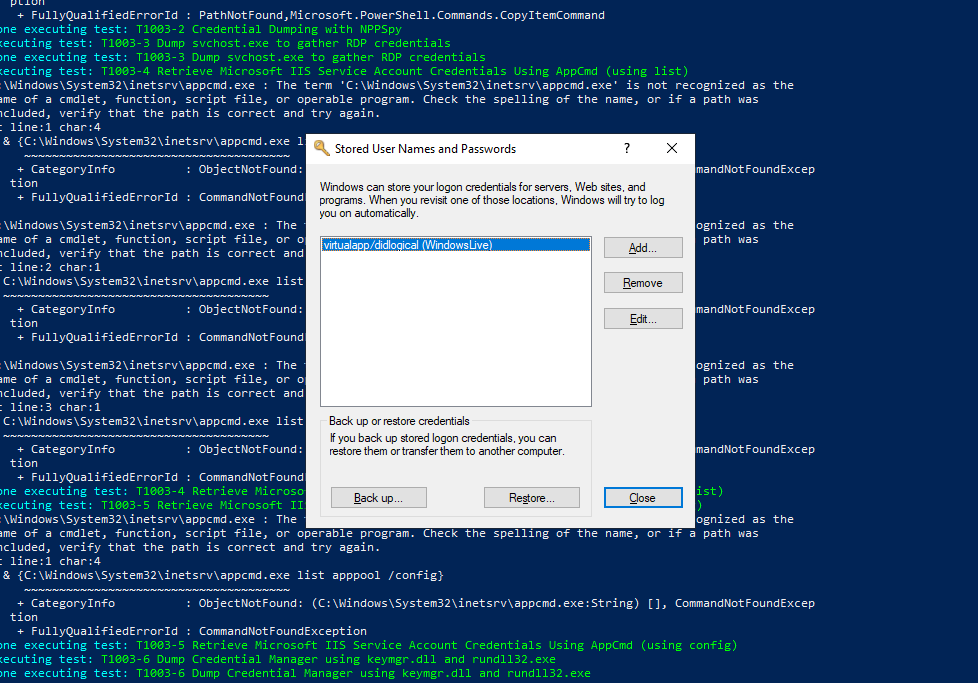 ption
+ FullyQualifiedErrorId : PathNotFound,Microsoft.PowerShell.Commands.CopyItemCommand
one executing test: T1003-2 Credential Dumping with NPPSpy
xecuting test: T1003-3 Dump svchost.exe to gather RDP credentials
one executing test: T1003-3 Dump svchost.exe to gather RDP credentials
xecuting test: T1003-4 Retrieve Microsoft IIS Service Account Credentials Using AppCmd (using list)
:\Windows\System32\inetsrv\appcmd.exe : The term 'C:\Windows\System32\inetsrv\appcmd.exe' is not recognized as the
ame of a cmdlet, function, script file, or operable program. Check the spelling of the name, or if a path was
ncluded, verify that the path is correct and try again.
t line:1 char:4
& {C:\Windows\System32\inetsrv\appcmd.exe l
~~~~~~~~~~~~~~~~~~~~~~~~~~~~~~~~~~~~~~
+ CategoryInfo : ObjectNotFound: mandNotFoundExcep
tion
+ FullyQualifiedErrorId : CommandNotFound
:\Windows\System32\inetsrv\appcmd.exe : The ognized as the
ame of a cmdlet, function, script file, or o path was
ncluded, verify that the path is correct and
t line:2 char:1
C:\Windows\System32\inetsrv\appcmd.exe list
~~~~~~~~~~~~~~~~~~~~~~~~~~~~~~~~~~~~~~
+ CategoryInfo : ObjectNotFound: mandNotFoundExcep
tion
+ FullyQualifiedErrorId : CommandNotFound
:\Windows\System32\inetsrv\appcmd.exe : The ognized as the
ame of a cmdlet, function, script file, or o path was
ncluded, verify that the path is correct and
t line:3 char:1
C:\Windows\System32\inetsrv\appcmd.exe list
~~~~~~~~~~~~~~~~~~~~~~~~~~~~~~~~~~~~~~
+ CategoryInfo : ObjectNotFound: mandNotFoundExcep
tion
+ FullyQualifiedErrorId : CommandNotFound
one executing test: T1003-4 Retrieve Microso ist)
xecuting test: T1003-5 Retrieve Microsoft II )
:\Windows\System32\inetsrv\appcmd.exe : The ognized as the
ame of a cmdlet, function, script file, or operable program. Check the spelling of the name, or if a path was
ncluded, verify that the path is correct and try again.
t line:1 char:4
& {C:\Windows\System32\inetsrv\appcmd.exe list apppool /config}
~~~~~~~~~~~~~~~~~~~~~~~~~~~~~~~~~~~~~~
+ CategoryInfo : ObjectNotFound: (C:\Windows\System32\inetsrv\appcmd.exe:String) [], CommandNotFoundExcep
tion
+ FullyQualifiedErrorId : CommandNotFoundException
one executing test: T1003-5 Retrieve Microsoft IIS Service Account Credentials Using AppCmd (using config)
xecuting test: T1003-6 Dump Credential Manager using keymgr.dll and rundll32.exe
one executing test: T1003-6 Dump Credential Manager using keymgr.dll and rundll32.exe
Stored User Names and Passwords
?
Windows can store your logon credentials for servers, Web sites, and
programs. When you revisit one of those locations, Windows will try to log
you on automatically.
virtualapp/didlogical (WindowsLive)
Add...
Remove
Edit...
Back up or restore credentials
If you back up stored logon credentials, you can
restore them or transfer them to another computer.
Back up...
Restore...
Close